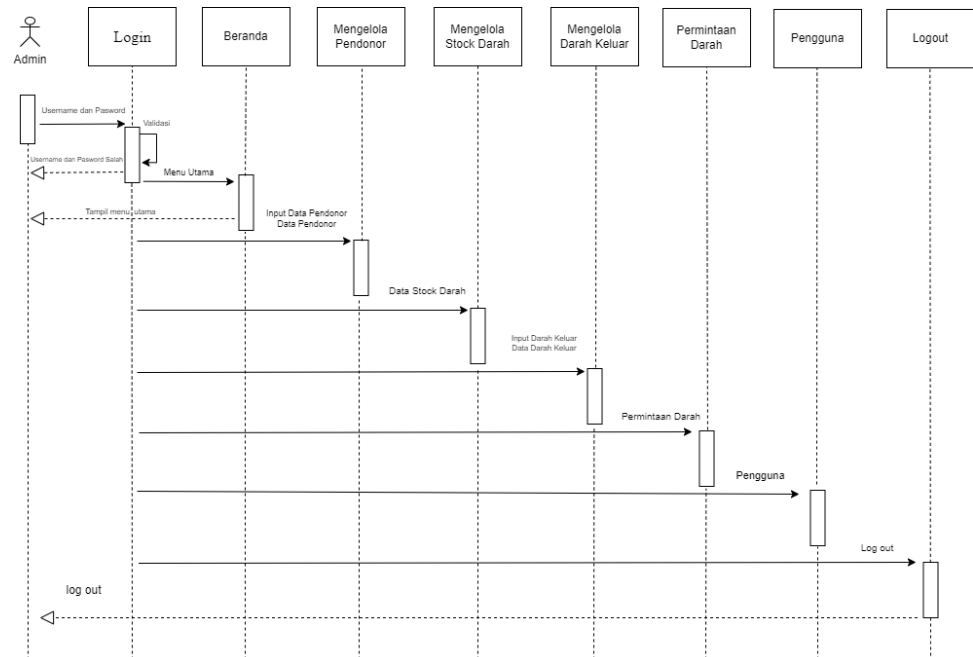 Admin
Login
Beranda
Mengelola
Pendonor
Mengelola
Stock Darah
Mengelola
Darah Keluar
Permintaan
Darah
Pengguna
Logout
Username dan Pasword
Validasi
Username dan Pasword Salah
Menu Utama
Tampil menu utama
Input Data Pendonor
Data Pendonor
Data Stock Darah
Input Darah Keluar
Data Darah Keluar
Permintaan Darah
Pengguna
Log out
log out